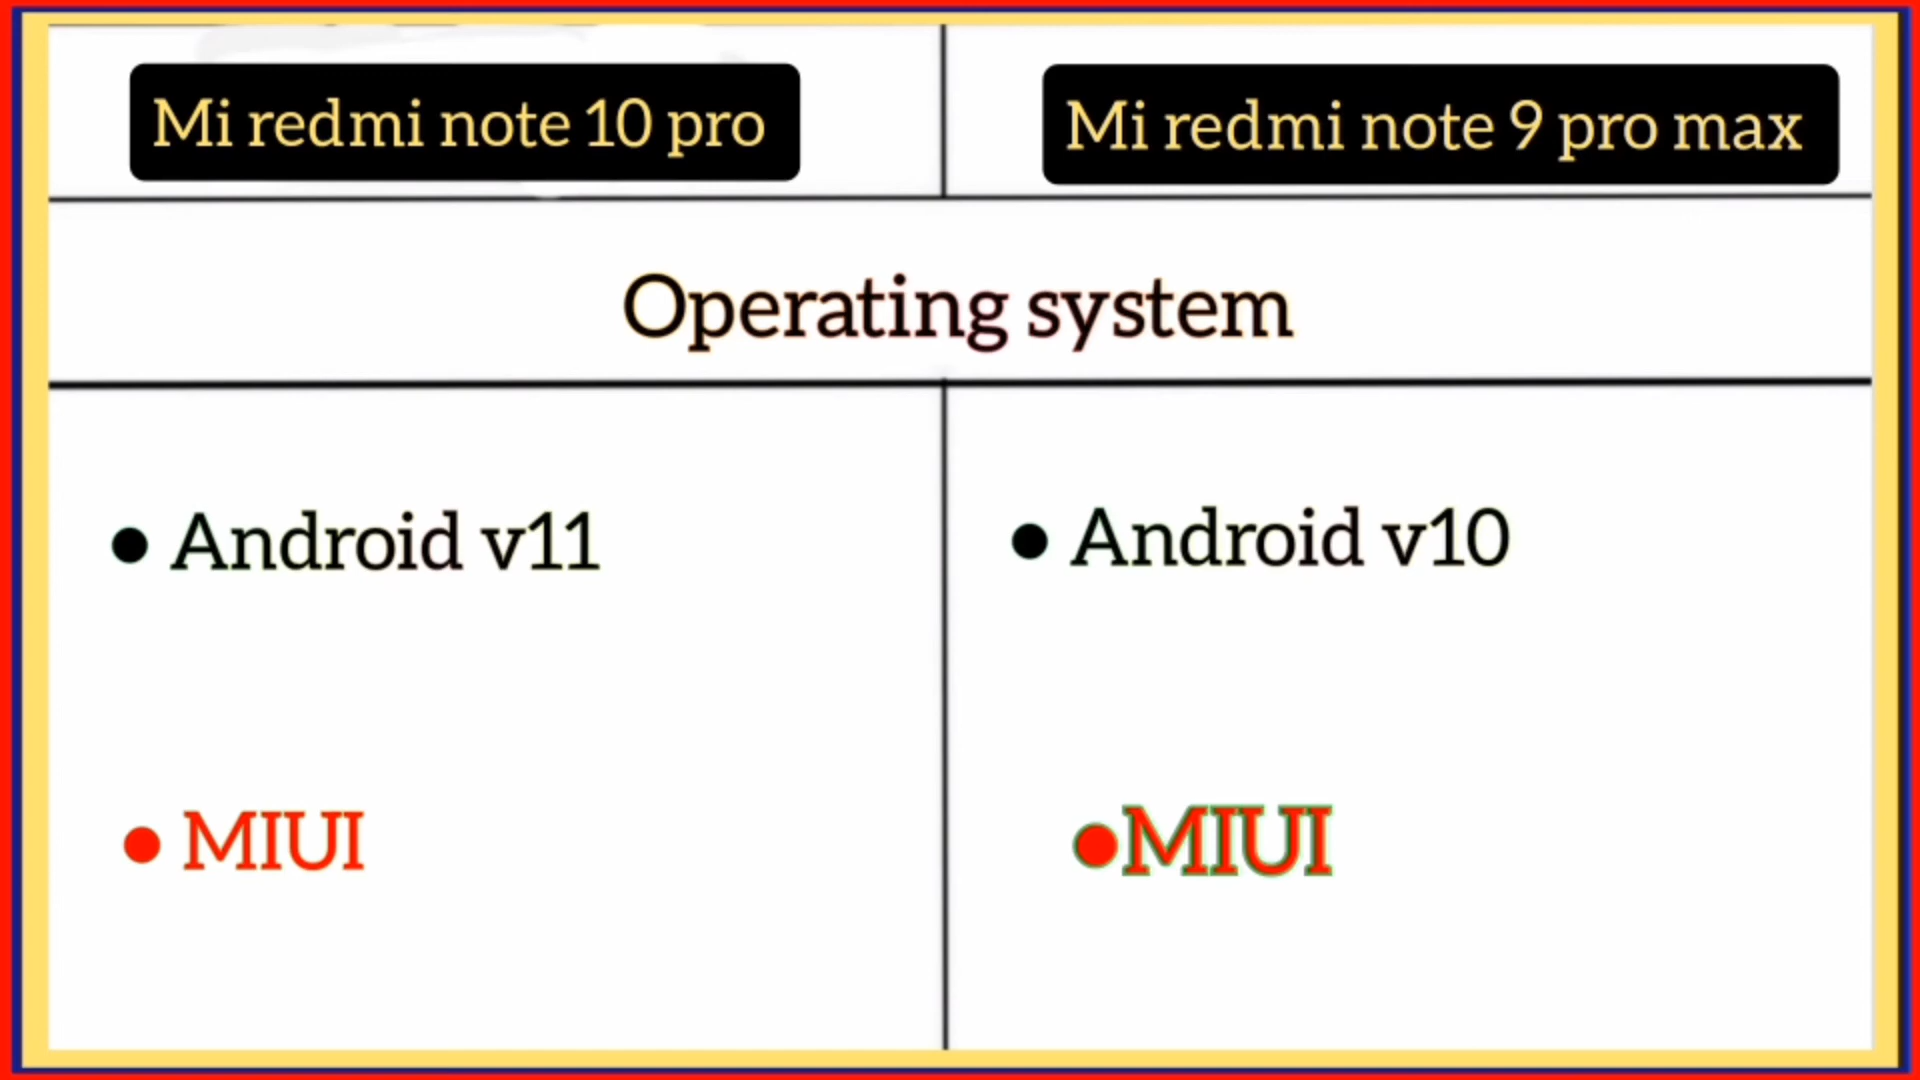 Mi redmi note 10 pro
Mi redmi note 9 pro max
Operating system
• Android v11
• Android v10
• MIUI
•MIUI